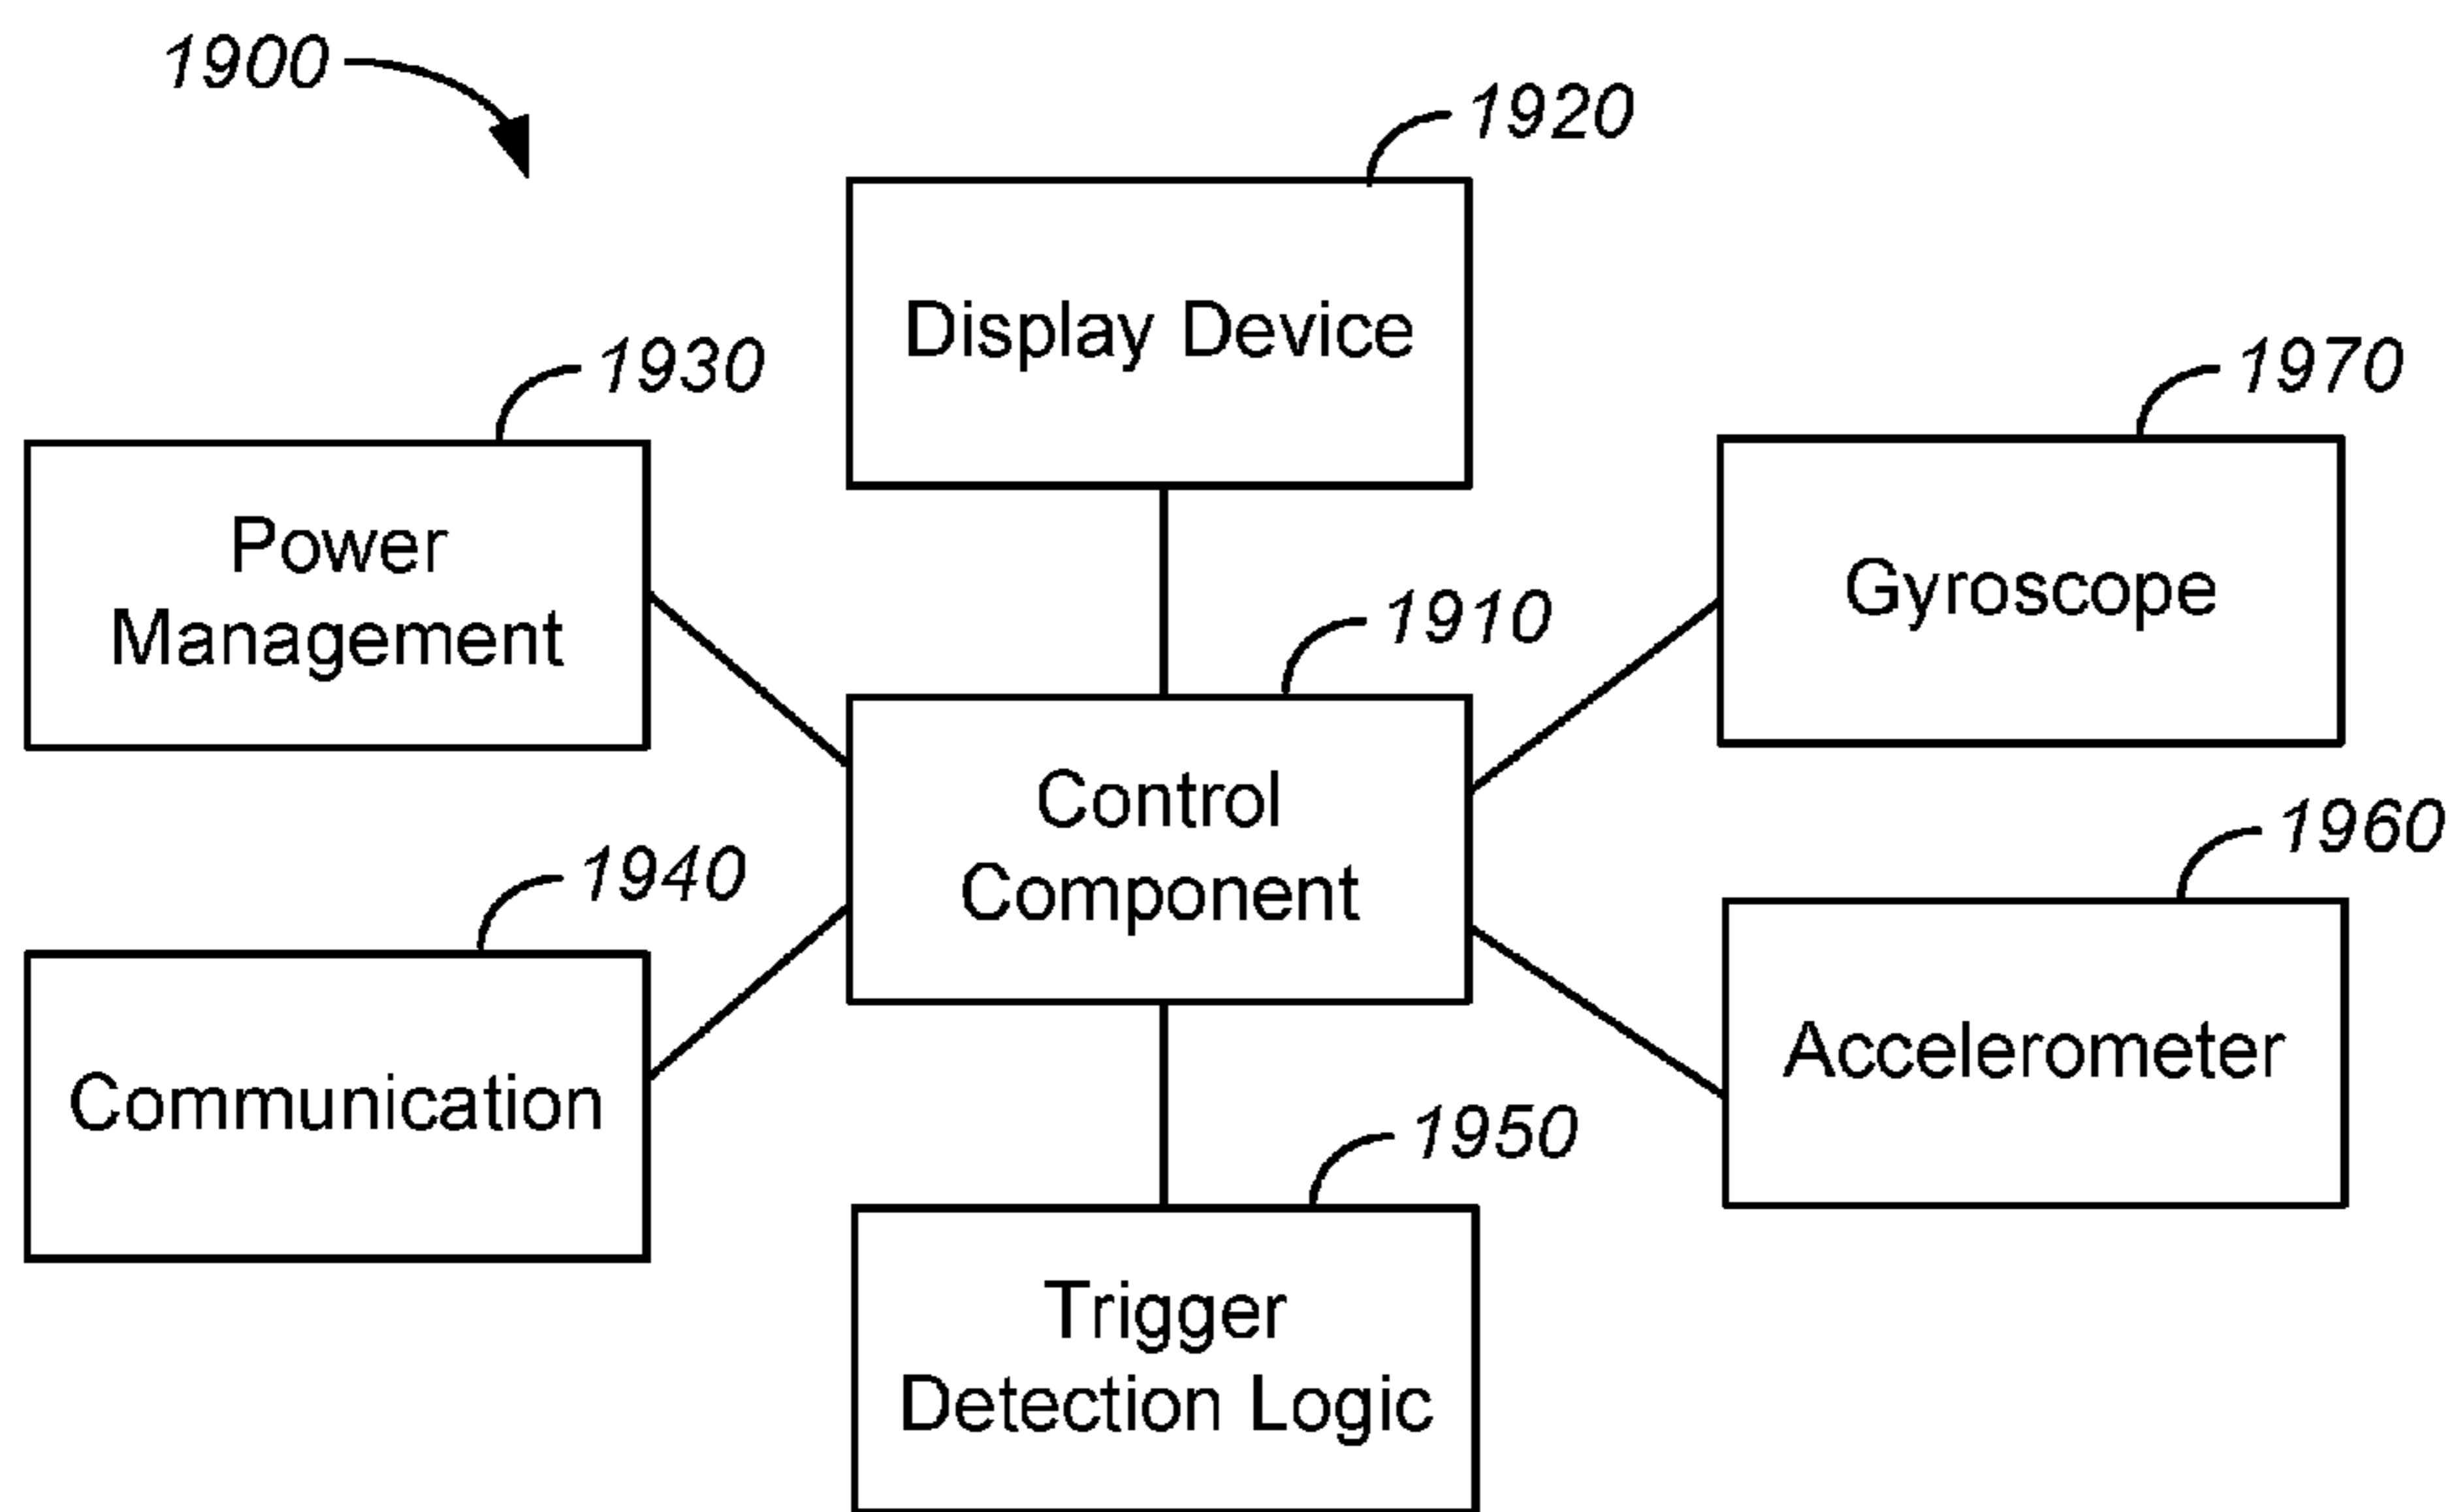 1900
1920
Display Device
1930
Power
Management
1970
Gyroscope
1910
Control
Component
1940
Communication
1960
Accelerometer
1950
Trigger
Detection Logic